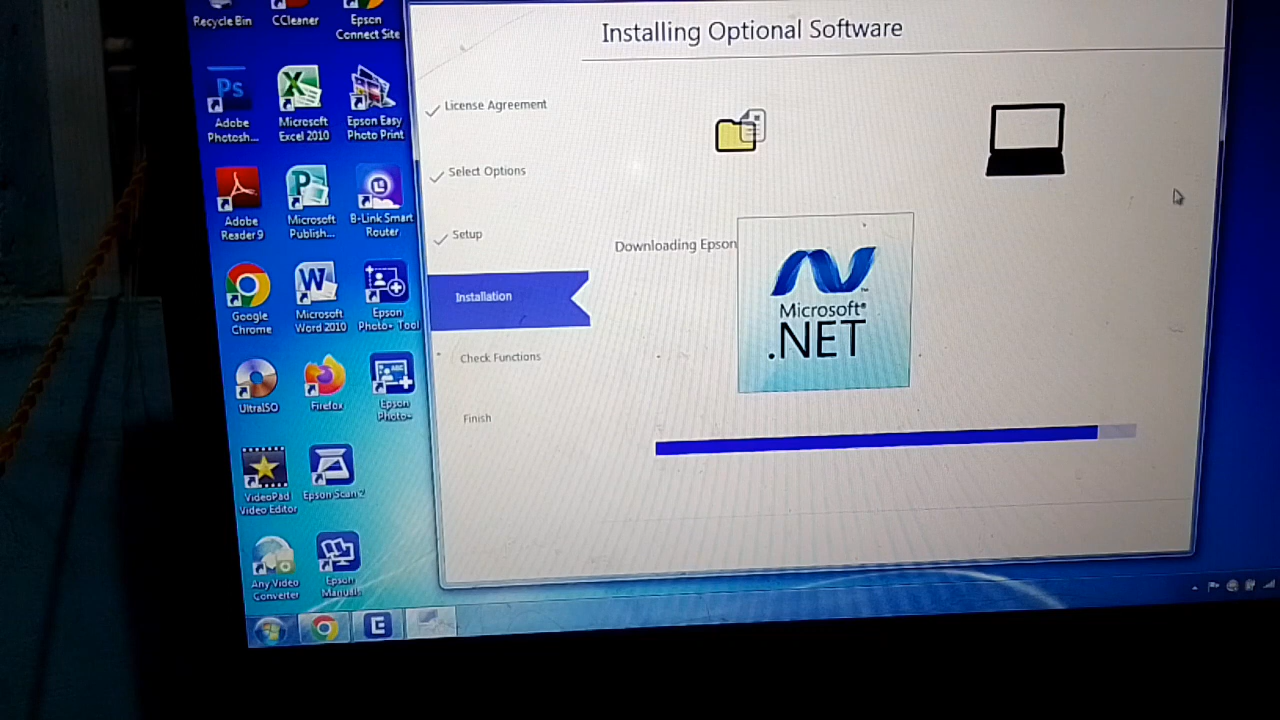 Recycle Bin
CCleaner
Epson
Connect Site
Ps
Adobe
Photosh...
Microsoft
Excel 2010
Epson Easy
Photo Print
Adobe
Reader 9
Microsoft
Publish...
B-Link Smart
Router
Google
Chrome
Microsoft
Word 2010
Epson
Photo+ Tool
UltraISO
Firefox
Epson
Photo+
VideoPad
Video Editor
Epson Scan 2
Any Video
Converter
Epson
Manuals
Installing Optional Software
License Agreement
Select Options
Setup
Installation
Check Functions
Finish
Downloading Epson
Microsoft®
.NET